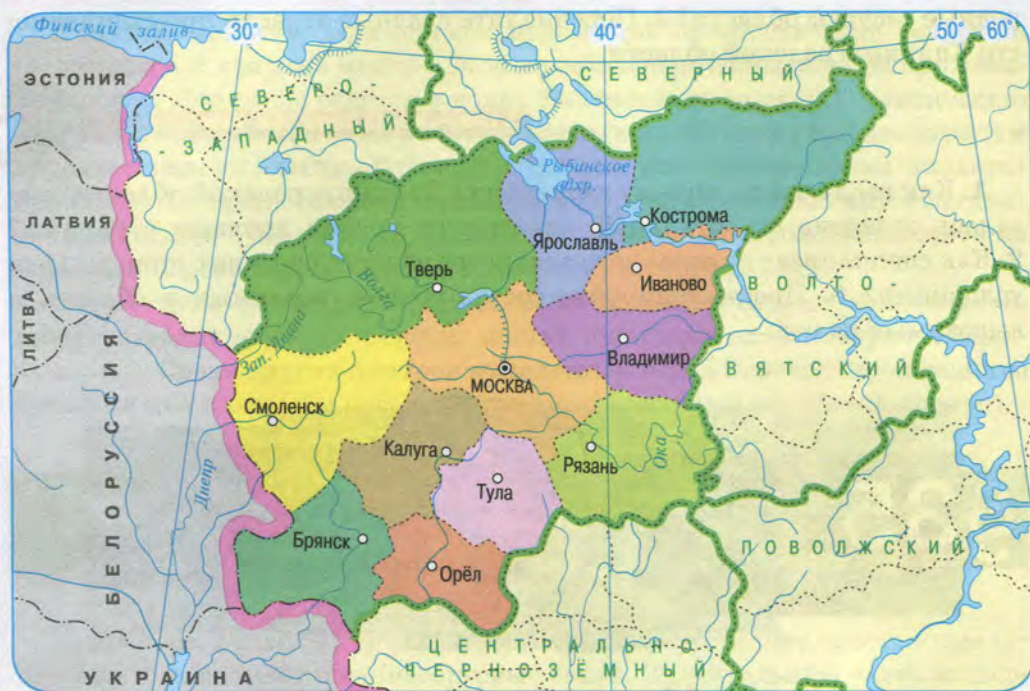 Финский залив
30°
40°
50°
60°
ЭСТОНИЯ
СЕВЕРО-
-ЗАПАДНЫЙ
СЕВЕРНЫЙ
Рыбинское
вдхр.
ЛАТВИЯ
Кострома
Ярославль
Тверь
Волга
Иваново
ВОЛГО
ЛИТВА
Зап. Двина
Владимир
ВЯТСКИЙ
МОСКВА
БЕЛОРУССИЯ
Смоленск
Калуга
Рязань
Ока
Днепр
Тула
Брянск
Орёл
ПОВОЛЖСКИЙ
ЦЕНТРАЛЬНО-
ЧЕРНОЗЁМНЫЙ
УКРАИНА